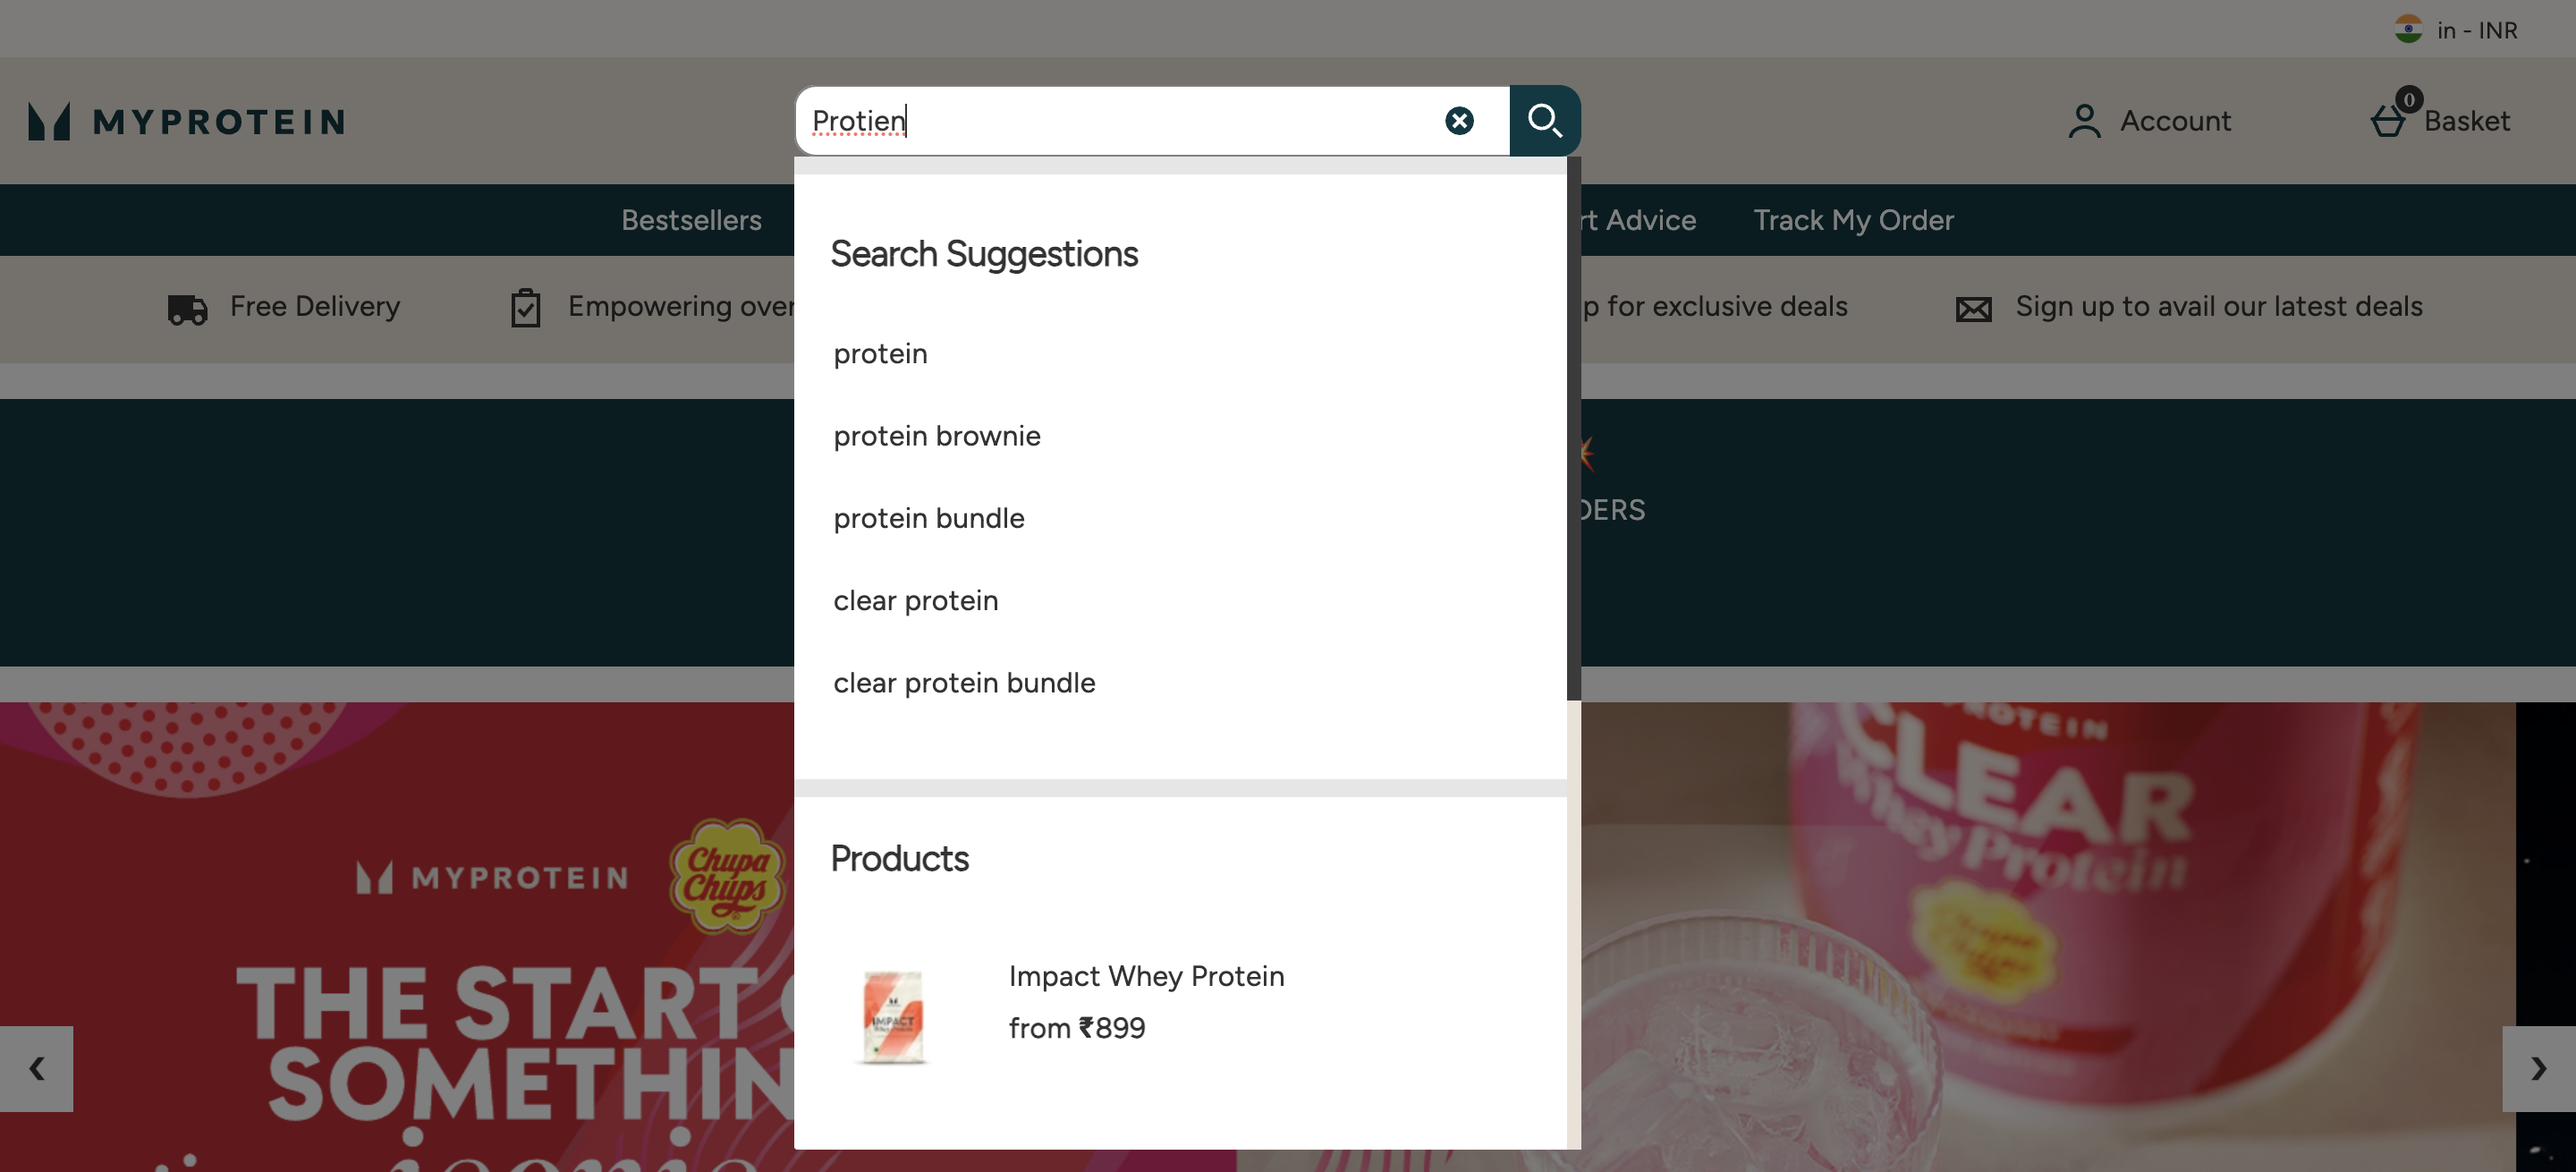 in - INR
MYPROTEIN
Protien
Account
0
Basket
Bestsellers
rt Advice
Track My Order
Free Delivery
Empowering over
p for exclusive deals
Sign up to avail our latest deals
DERS
Search Suggestions
protein
protein brownie
protein bundle
clear protein
clear protein bundle
Products
Impact Whey Protein
from ₹899
IMPACT
MYPROTEIN
Chupa
Chups
THE START
SOMETHIN
iconic
PROTEIN
CLEAR
Whey Protein